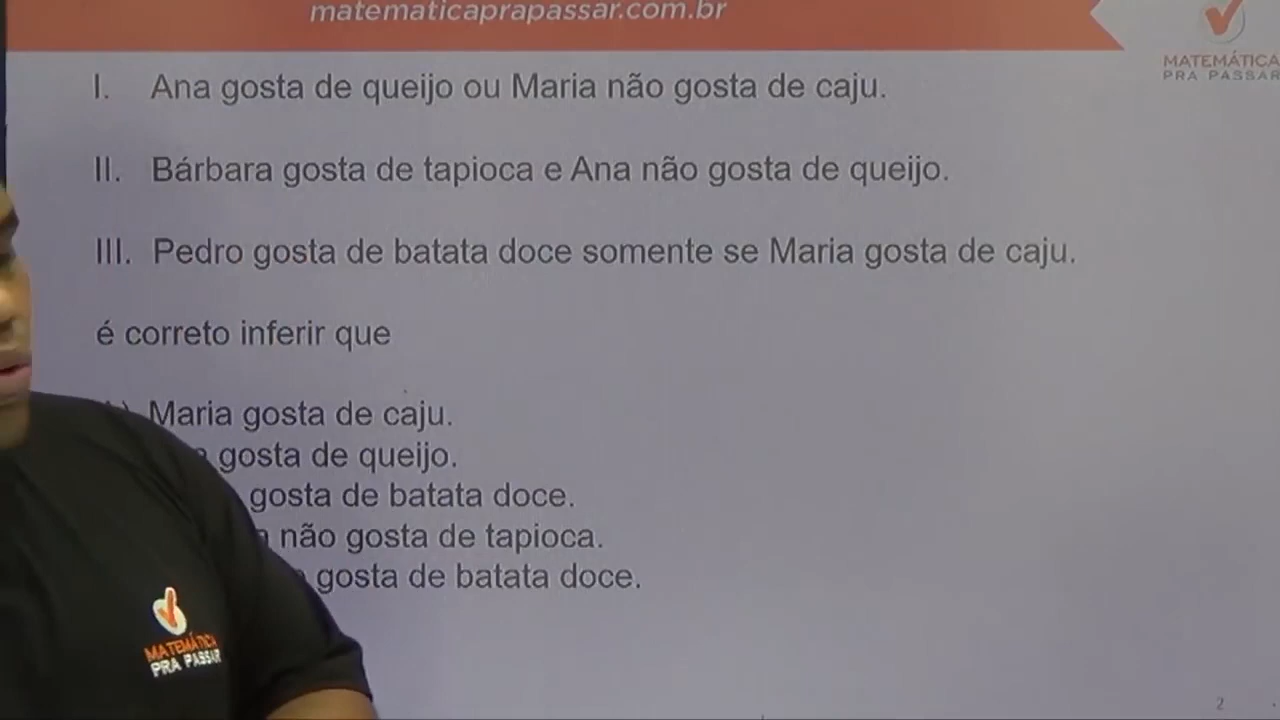 matematicaprapassar.com.br
MATEMÁTICA
PRA PASSAR
I. Ana gosta de queijo ou Maria não gosta de caju.
II. Bárbara gosta de tapioca e Ana não gosta de queijo.
III. Pedro gosta de batata doce somente se Maria gosta de caju.
é correto inferir que
Maria gosta de caju.
gosta de queijo.
gosta de batata doce.
não gosta de tapioca.
gosta de batata doce.
MATEMÁTICA
PRA PASSAR
2